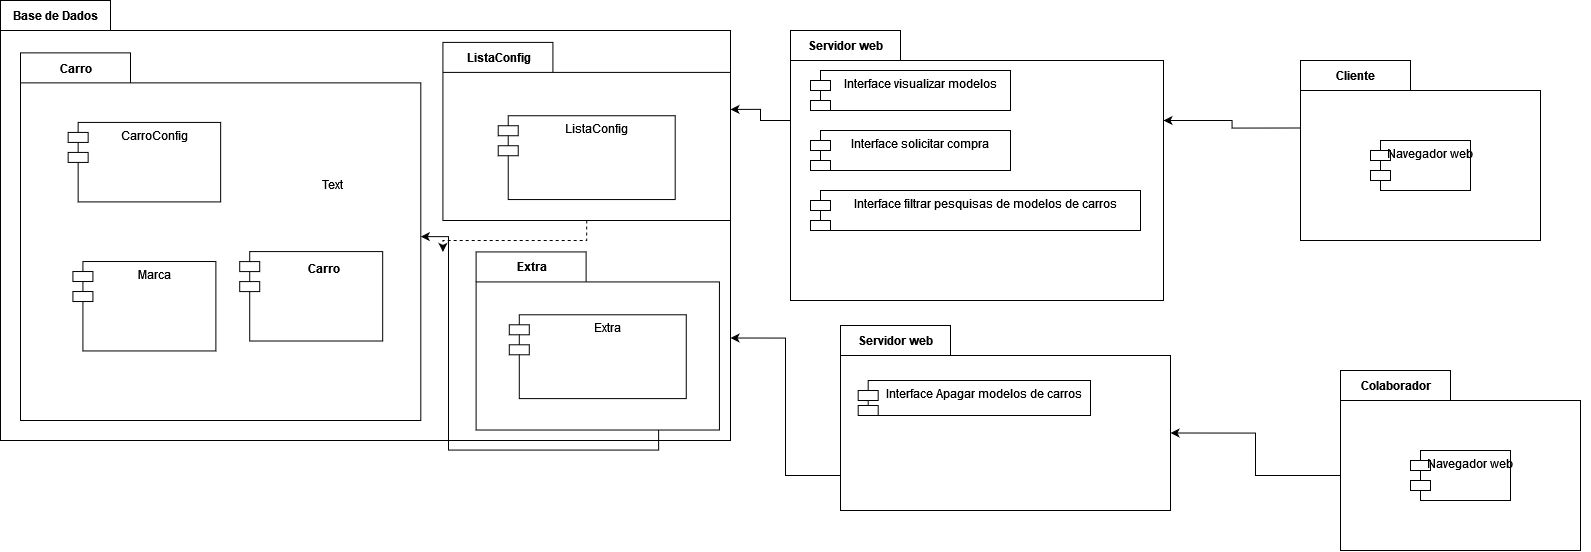 Base de Dados
Carro
CarroConfig
Text
Marca
Carro
ListaConfig
ListaConfig
Extra
Extra
Servidor web
Interface visualizar modelos
Interface solicitar compra
Interface filtrar pesquisas de modelos de carros
Cliente
Navegador web
Servidor web
Interface Apagar modelos de carros
Colaborador
Navegador web